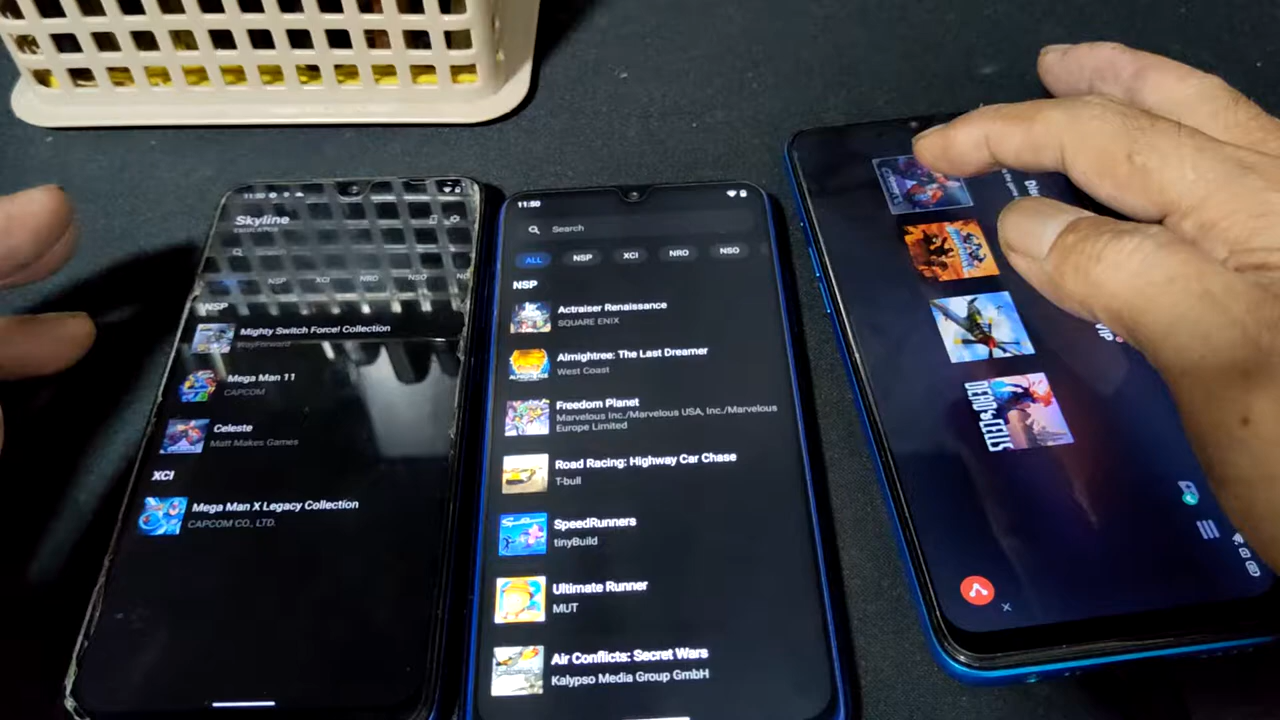 11:50
Skyline
NSP
XCI
NRO
NSO
NSP
Mighty Switch Force! Collection
WayForward
Mega Man 11
CAPCOM
Celeste
Matt Makes Games
XCI
Mega Man X Legacy Collection
CAPCOM CO., LTD.
11:50
Search
ALL
NSP
XCI
NRO
NSO
NSP
Actraiser Renaissance
SQUARE ENIX
Almightree: The Last Dreamer
West Coast
Freedom Planet
Marvelous Inc./Marvelous USA, Inc./Marvelous
Europe Limited
Road Racing: Highway Car Chase
T-bull
SpeedRunners
tinyBuild
Ultimate Runner
MUT
Air Conflicts: Secret Wars
Kalypso Media Group GmbH
DEAD CELLS
VIP